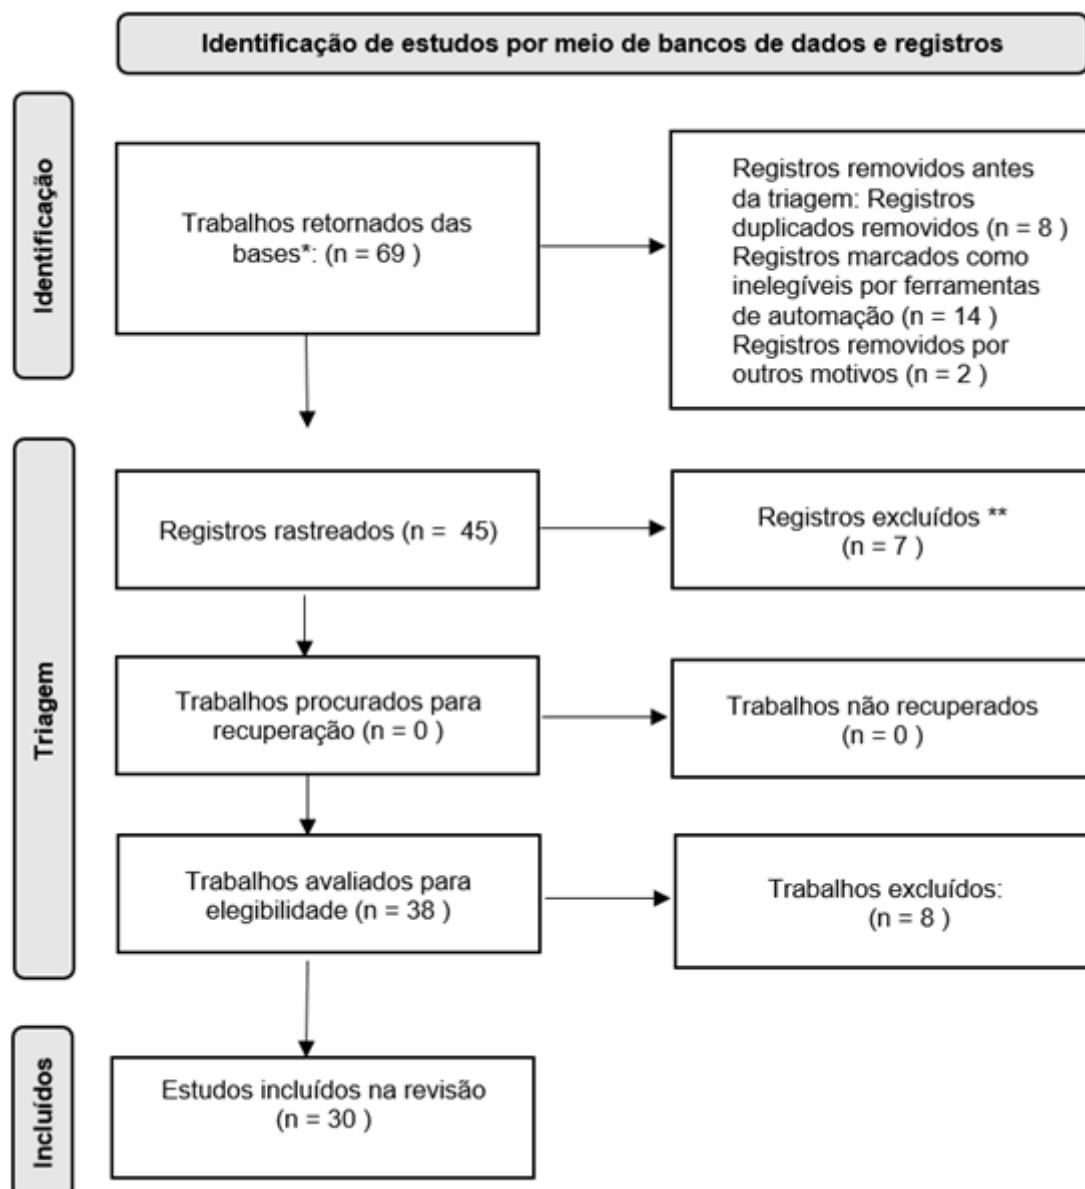 Identificação de estudos por meio de bancos de dados e registros
Identificação
Trabalhos retornados das
bases*: (n = 69 )
Registros removidos antes
da triagem: Registros
duplicados removidos (n = 8 )
Registros marcados como
inelegíveis por ferramentas
de automação (n = 14 )
Registros removidos por
outros motivos (n = 2 )
Triagem
Registros rastreados (n =  45)
Registros excluídos **
(n = 7 )
Trabalhos procurados para
recuperação (n = 0 )
Trabalhos não recuperados
(n = 0 )
Trabalhos avaliados para
elegibilidade (n = 38 )
Trabalhos excluídos:
(n = 8 )
Incluídos
Estudos incluídos na revisão
(n = 30 )